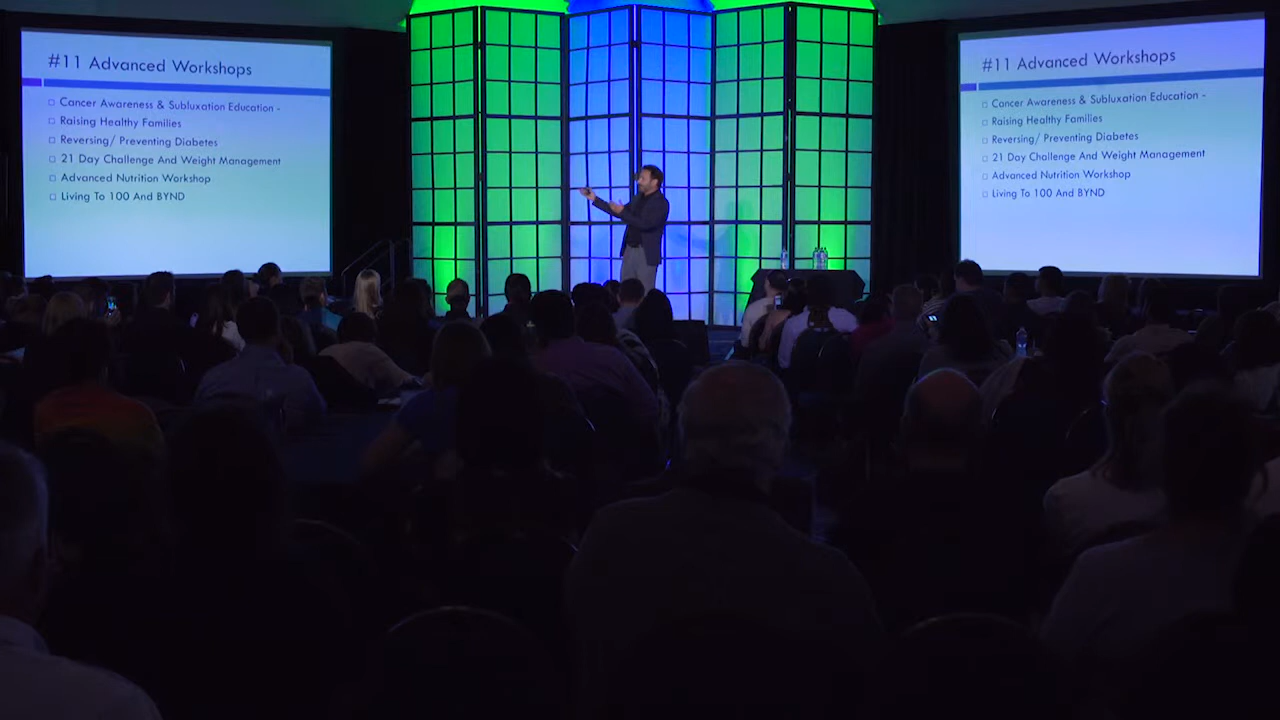 #11 Advanced Workshops
□ Cancer Awareness & Subluxation Education -
□ Raising Healthy Families
□ Reversing/ Preventing Diabetes
□ 21 Day Challenge And Weight Management
□ Advanced Nutrition Workshop
□ Living To 100 And BYND
#11 Advanced Workshops
□ Cancer Awareness & Subluxation Education -
□ Raising Healthy Families
□ Reversing/ Preventing Diabetes
□ 21 Day Challenge And Weight Management
□ Advanced Nutrition Workshop
□ Living To 100 And BYND